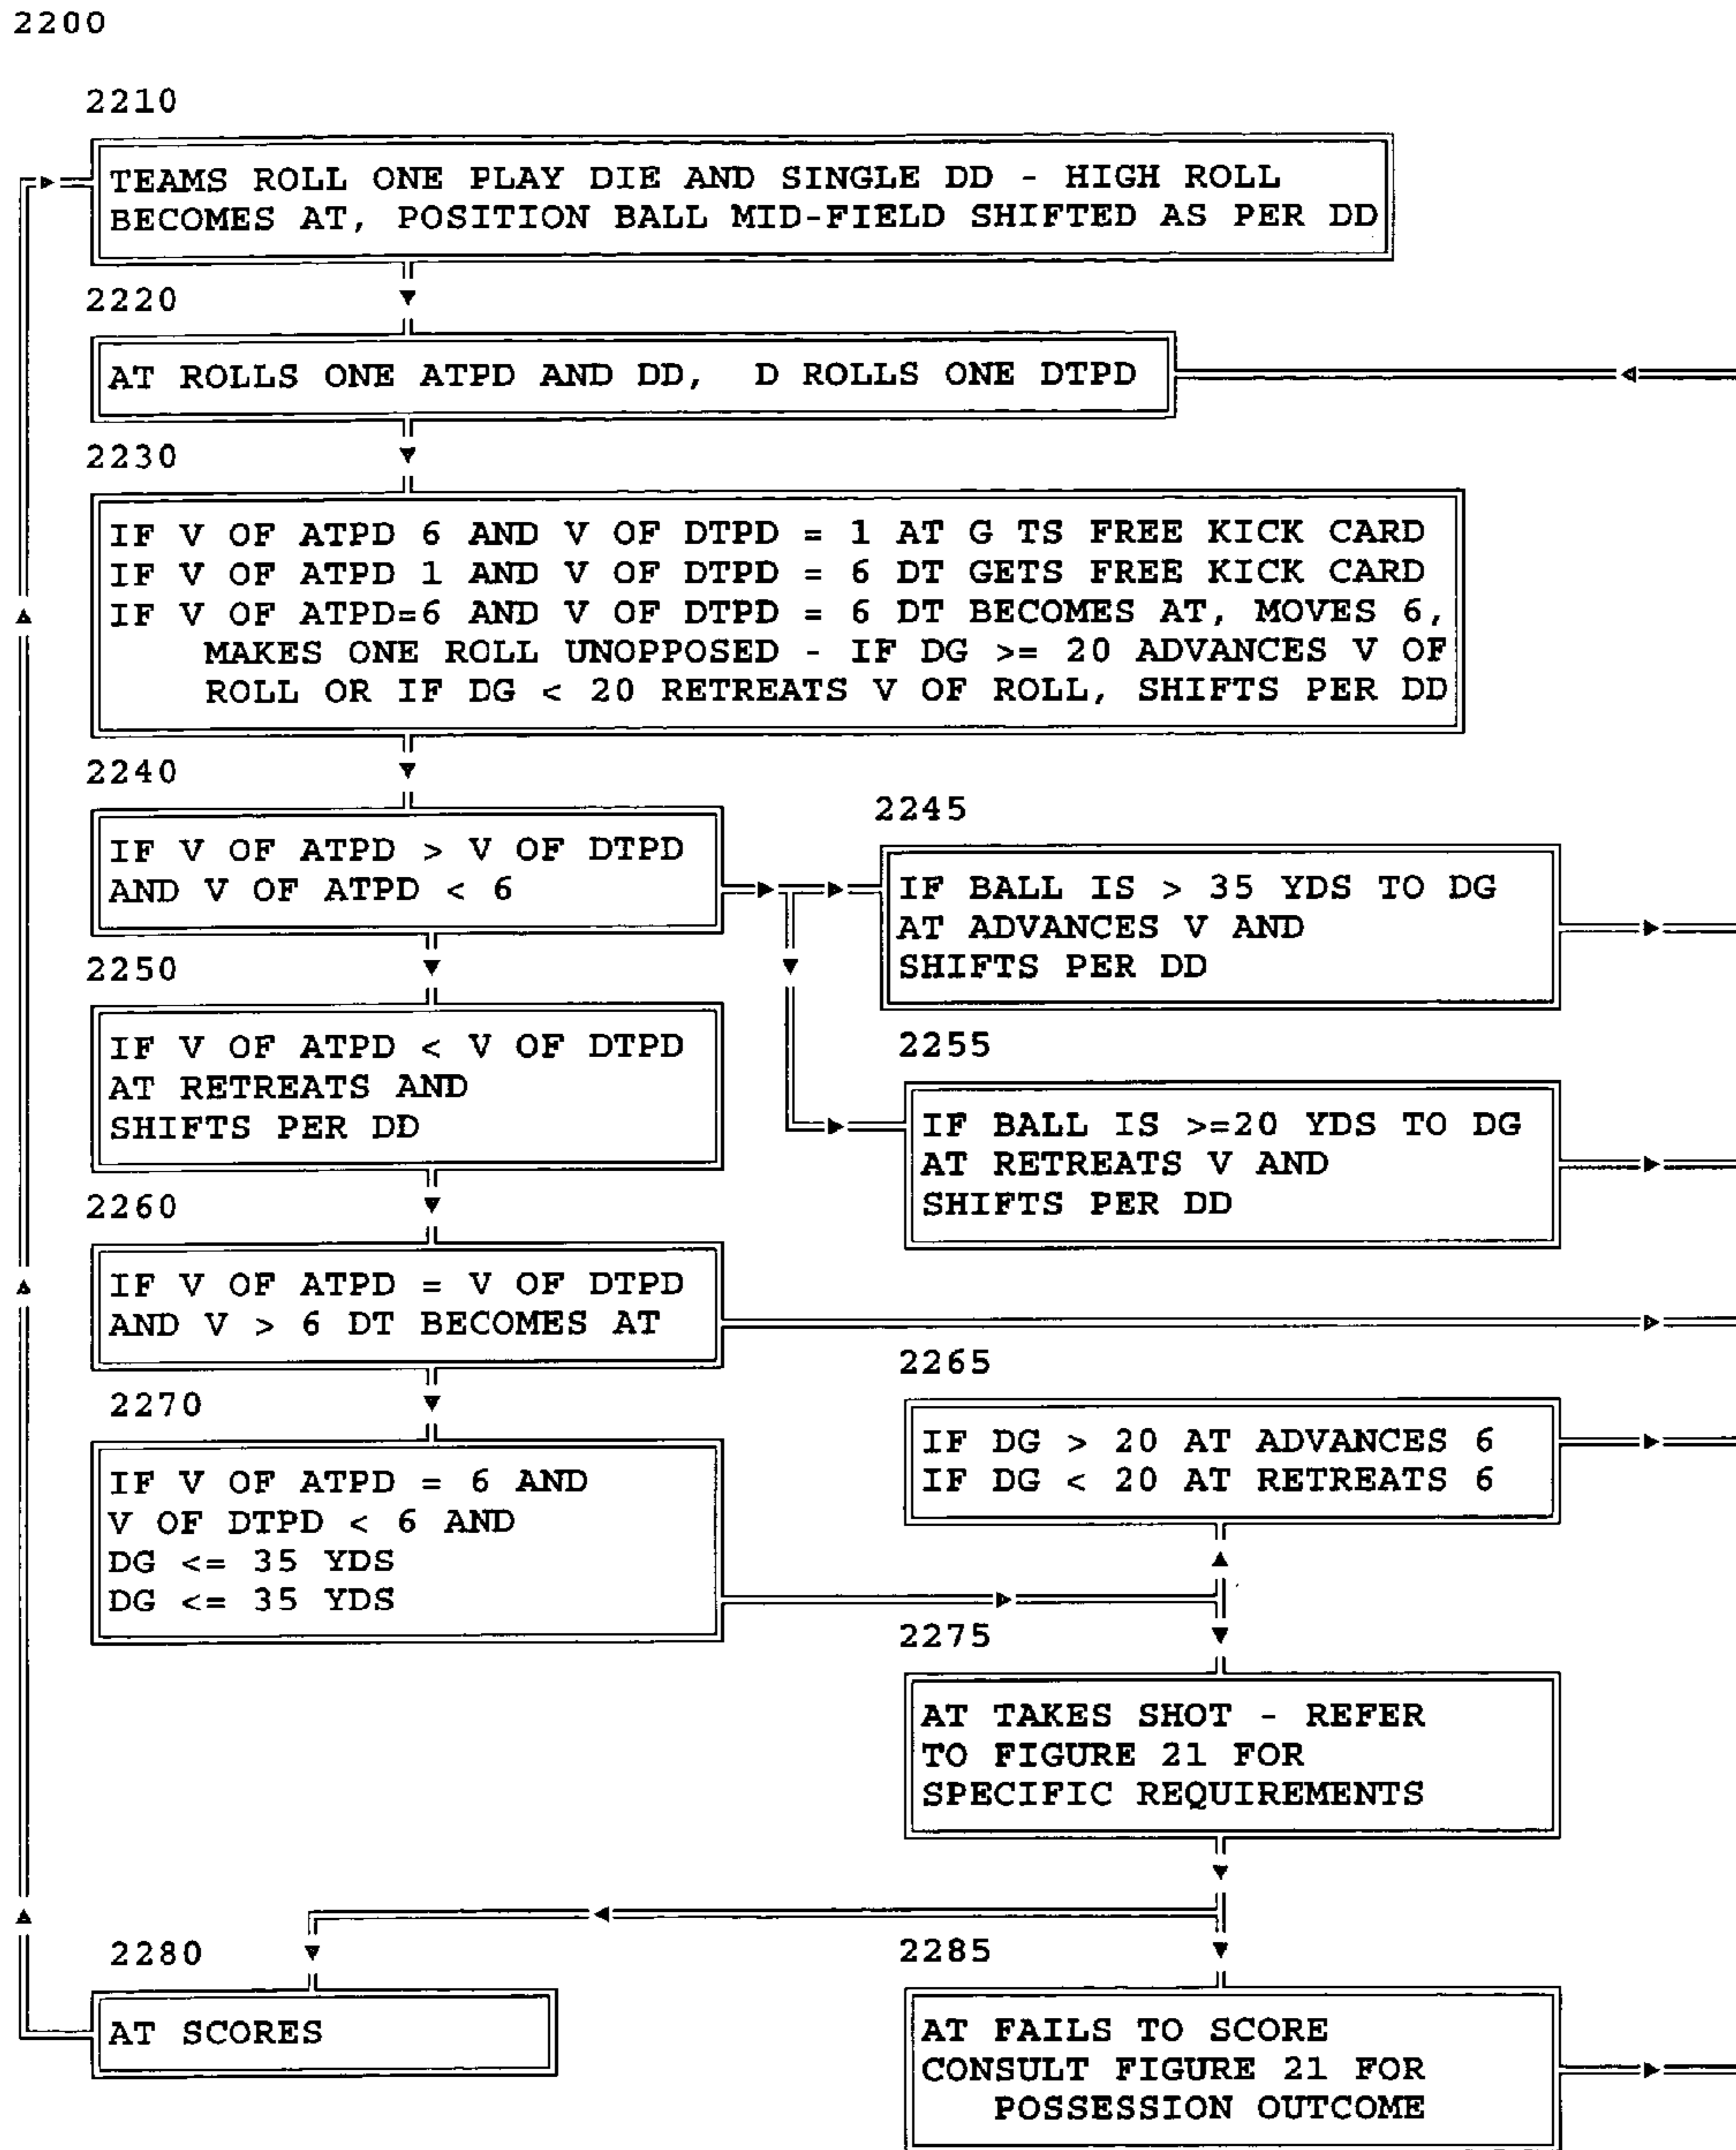 2200
2210
TEAMS ROLL ONE PLAY DIE AND SINGLE DD - HIGH ROLL
BECOMES AT, POSITION BALL MID-FIELD SHIFTED AS PER DD
2220
AT ROLLS ONE ATPD AND DD, D ROLLS ONE DTPD
2230
IF V OF ATPD 6 AND V OF DTPD = 1 AT G TS FREE KICK CARD
IF V OF ATPD 1 AND V OF DTPD = 6 DT GETS FREE KICK CARD
IF V OF ATPD=6 AND V OF DTPD = 6 DT BECOMES AT, MOVES 6,
MAKES ONE ROLL UNOPPOSED - IF DG >= 20 ADVANCES V OF
ROLL OR IF DG < 20 RETREATS V OF ROLL, SHIFTS PER DD
2240
IF V OF ATPD > V OF DTPD
AND V OF ATPD < 6
2245
IF BALL IS > 35 YDS TO DG
AT ADVANCES V AND
SHIFTS PER DD
2250
IF V OF ATPD < V OF DTPD
AT RETREATS AND
SHIFTS PER DD
2255
IF BALL IS >=20 YDS TO DG
AT RETREATS V AND
SHIFTS PER DD
2260
IF V OF ATPD = V OF DTPD
AND V > 6 DT BECOMES AT
2265
IF DG > 20 AT ADVANCES 6
IF DG < 20 AT RETREATS 6
2270
IF V OF ATPD = 6 AND
V OF DTPD < 6 AND
DG <= 35 YDS
DG <= 35 YDS
2275
AT TAKES SHOT - REFER
TO FIGURE 21 FOR
SPECIFIC REQUIREMENTS
2280
AT SCORES
2285
AT FAILS TO SCORE
CONSULT FIGURE 21 FOR
POSSESSION OUTCOME